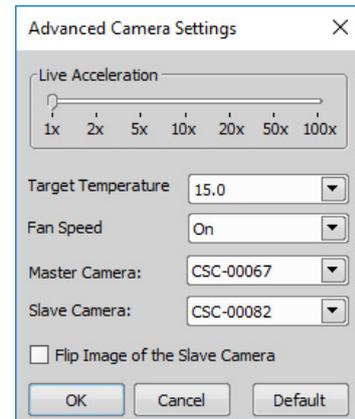 Advanced Camera Settings
Live Acceleration
1x 2x 5x 10x 20x 50x 100x
Target Temperature 15.0
Fan Speed On
Master Camera: CSC-00067
Slave Camera: CSC-00082
Flip Image of the Slave Camera
OK Cancel Default